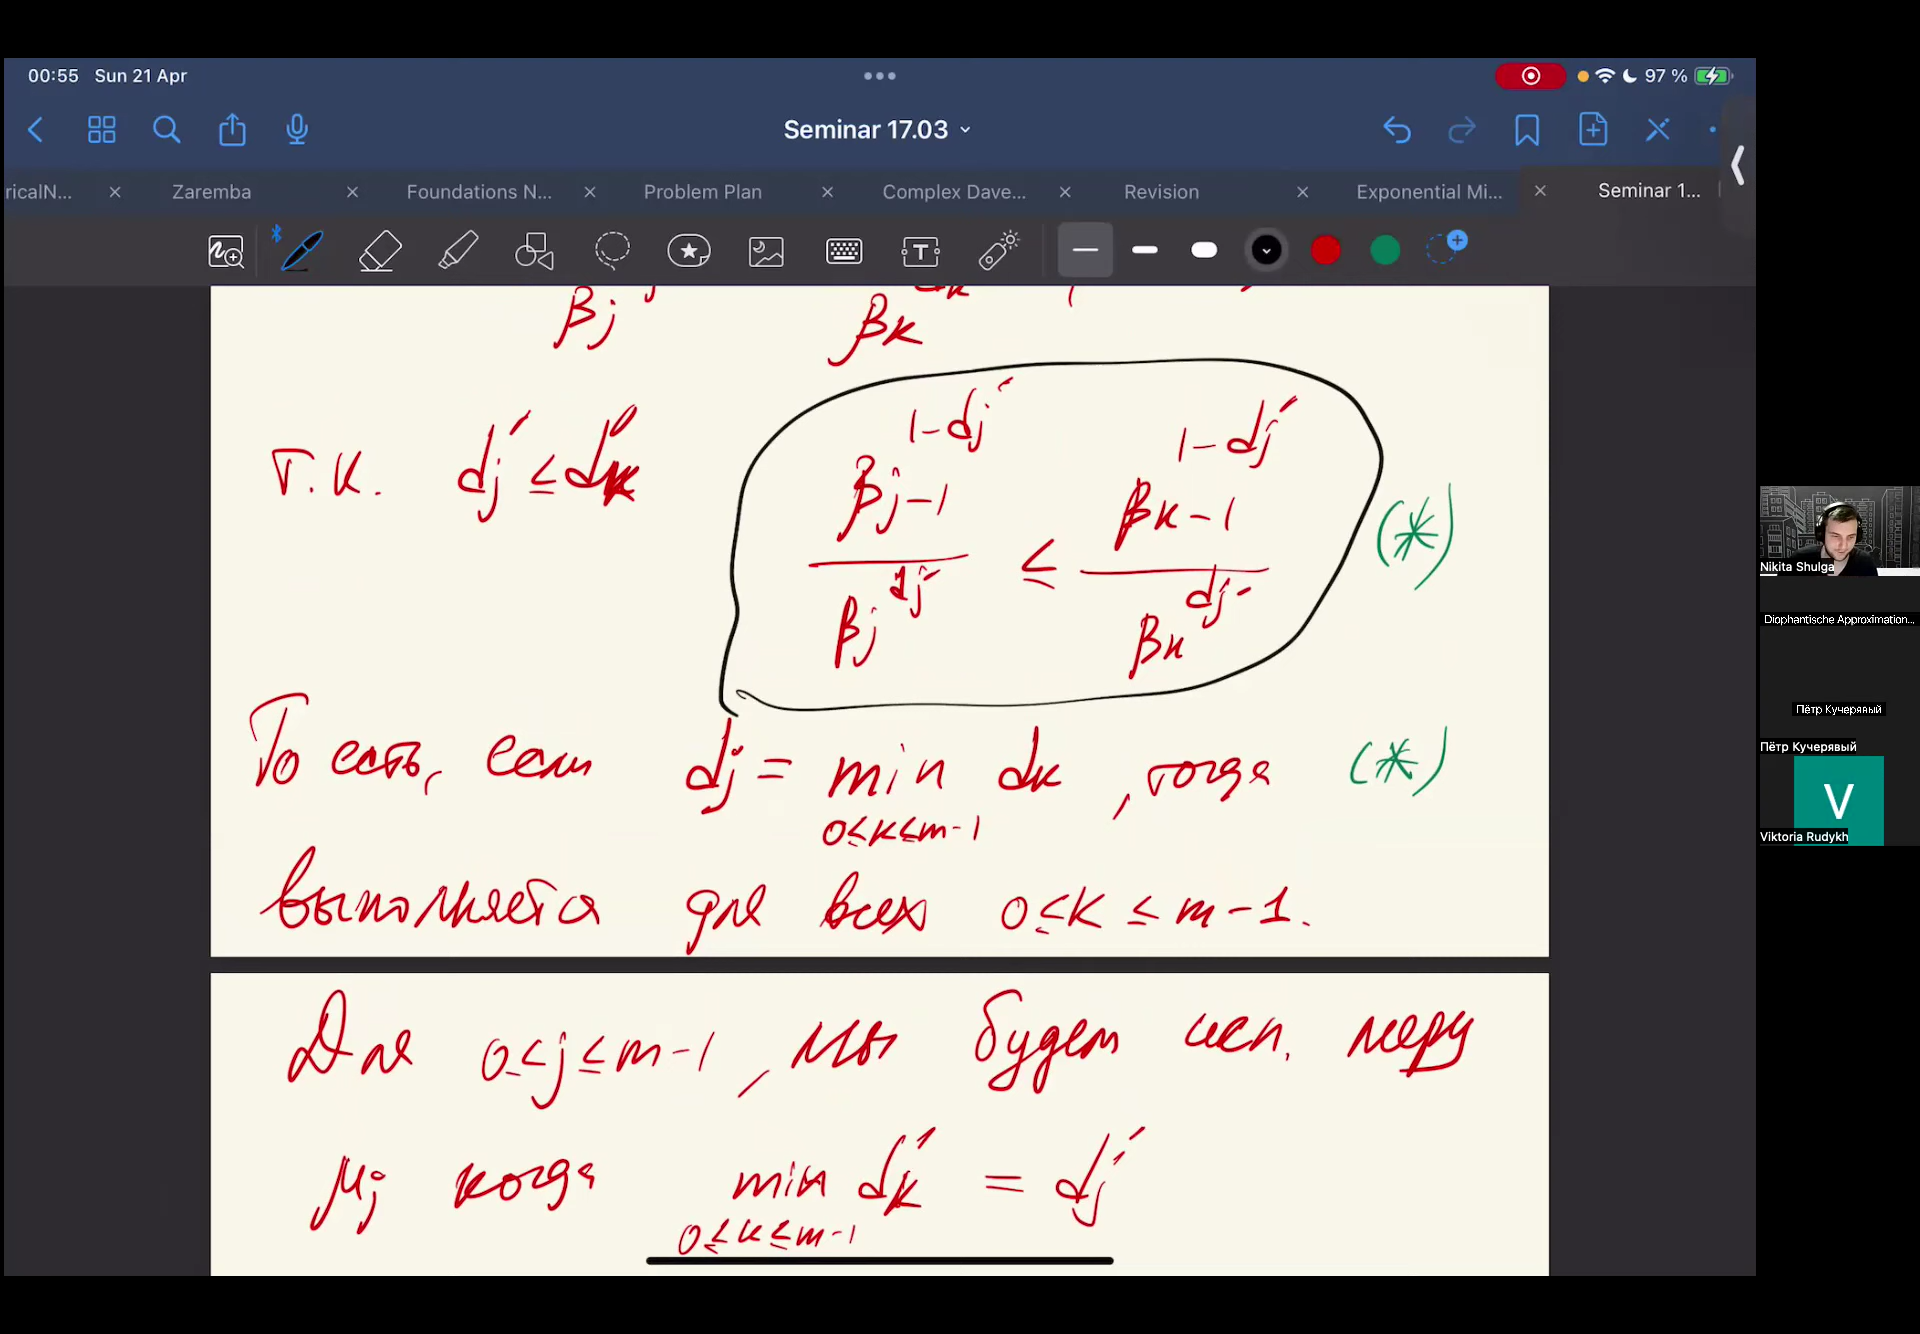 00:55 Sun 21 Apr
97 %
Seminar 17.03
ricalN...
Zaremba
Foundations N...
Problem Plan
Complex Dave...
Revision
Exponential Mi...
Seminar 1...
βj βk
т.к. dj' ≤ dk' βj-1^(1-dj') / βj^(dj') ≤ βk-1^(1-dj') / βk^(dj') (*)
То есть, если dj = min dk, тогда (*)
0≤k≤m-1
выполняется для всех 0≤k≤m-1.
Для 0≤j≤m-1, мы будем исп. меру
μj когда min dk' = dj'
0≤k≤m-1
Nikita Shulga
Diophantische Approximation...
Пётр Кучерявый
Пётр Кучерявый
V
Viktoria Rudykh